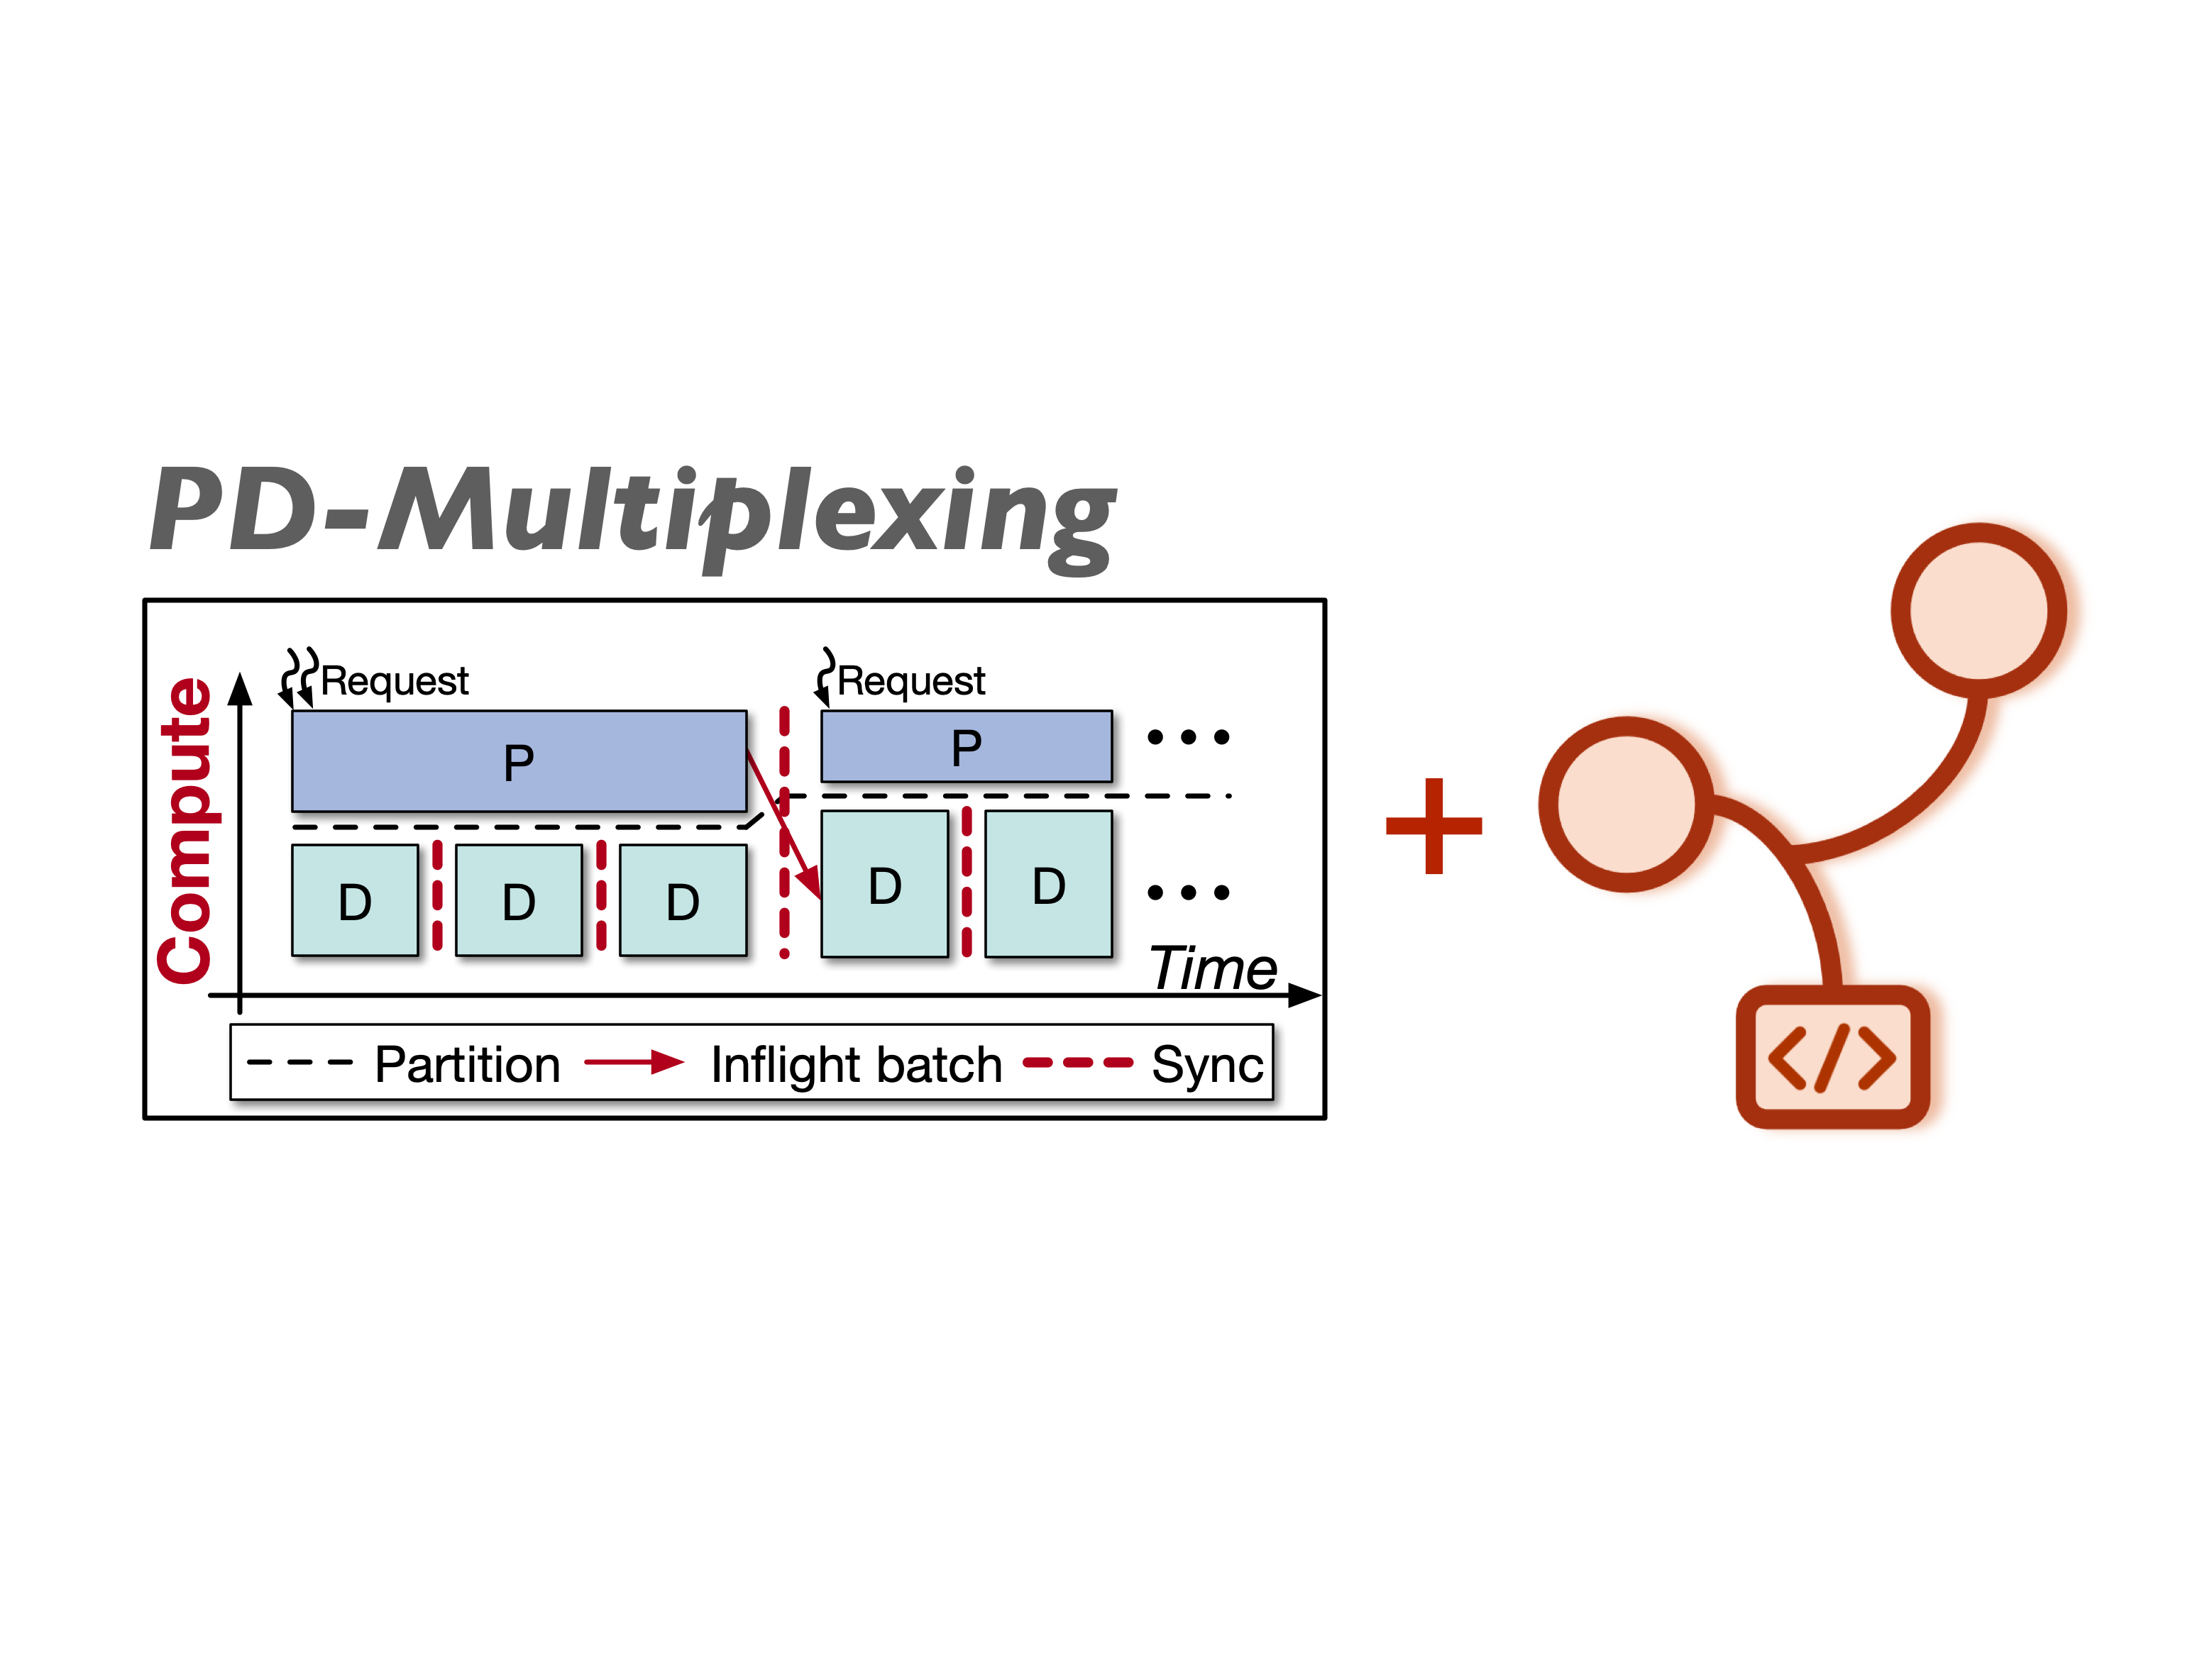 PD-Multiplexing
Compute
Request
Request
P
P
D
D
D
D
D
Time
Partition
Inflight batch
Sync
+
</>